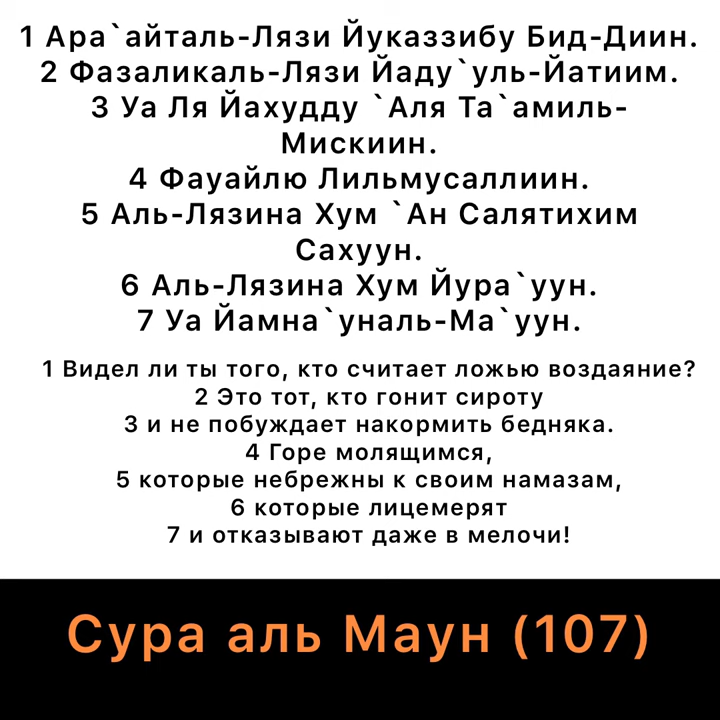 1 Ара`айталь-Лязи Йуказзибу Бид-Диин.
2 Фазаликаль-Лязи Йаду`уль-Йатиим.
3 Уа Ля Йахудду `Аля Та`амиль-
Мискиин.
4 Фауайлю Лильмусаллиин.
5 Аль-Лязина Хум `Ан Салятихим
Сахуун.
6 Аль-Лязина Хум Йура`уун.
7 Уа Йамна`уналь-Ма`уун.
1 Видел ли ты того, кто считает ложью воздаяние?
2 Это тот, кто гонит сироту
3 и не побуждает накормить бедняка.
4 Горе молящимся,
5 которые небрежны к своим намазам,
6 которые лицемерят
7 и отказывают даже в мелочи!
Сура аль Маун (107)